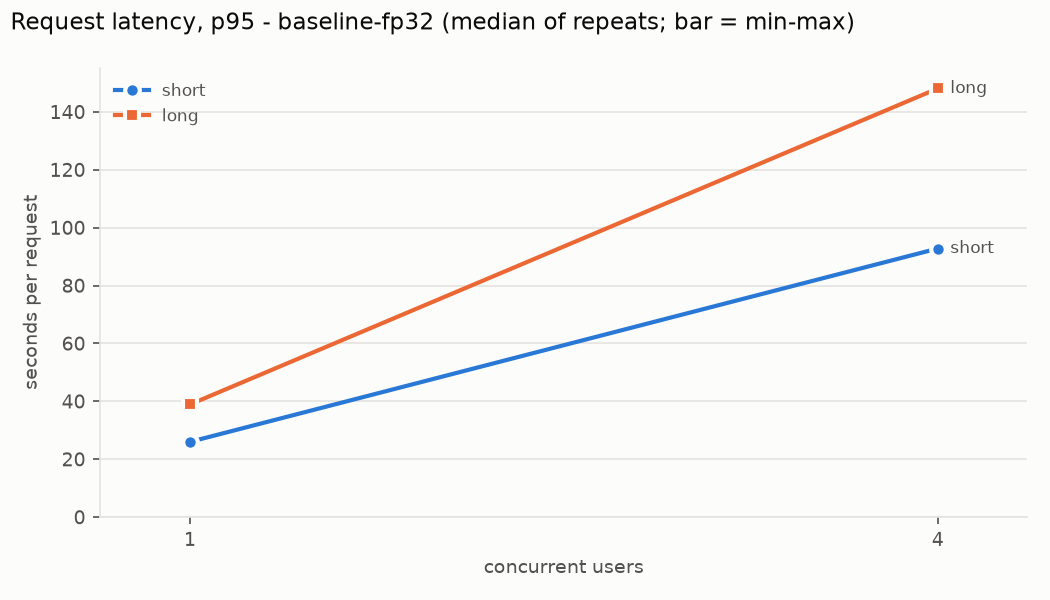 Request latency, p95 - baseline-fp32 (median of repeats; bar = min-max)
short
long
long
short
seconds per request
140
120
100
80
60
40
20
0
1
4
concurrent users